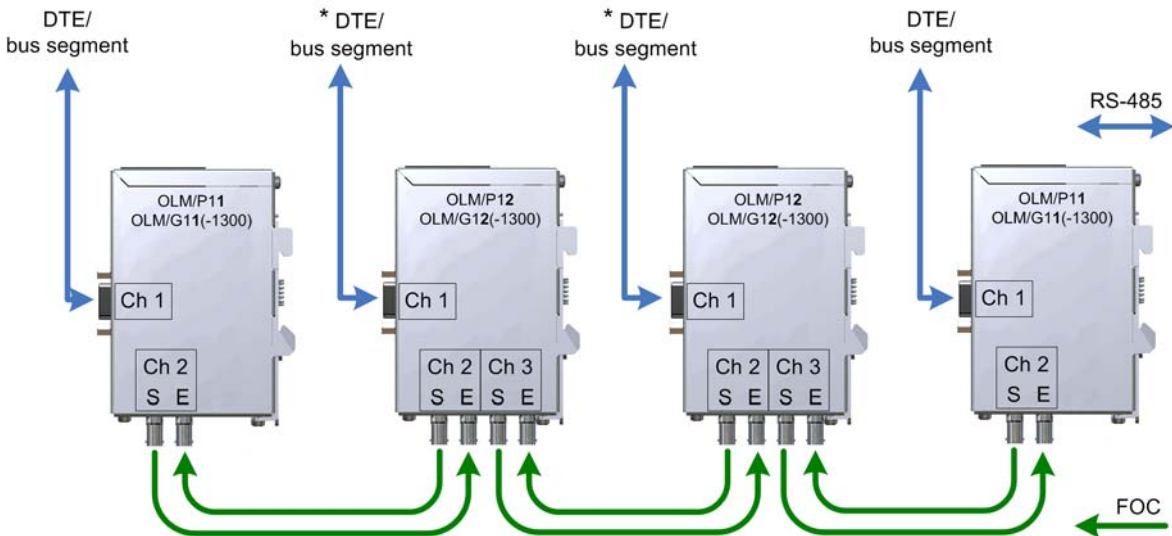 DTE/
bus segment
* DTE/
bus segment
* DTE/
bus segment
DTE/
bus segment
RS-485
OLM/P11
OLM/G11(-1300)
OLM/P12
OLM/G12(-1300)
OLM/P12
OLM/G12(-1300)
OLM/P11
OLM/G11(-1300)
Ch 1
Ch 1
Ch 1
Ch 1
Ch 2
S E
Ch 2 Ch 3
S E S E
Ch 2 Ch 3
S E S E
Ch 2
S E
FOC